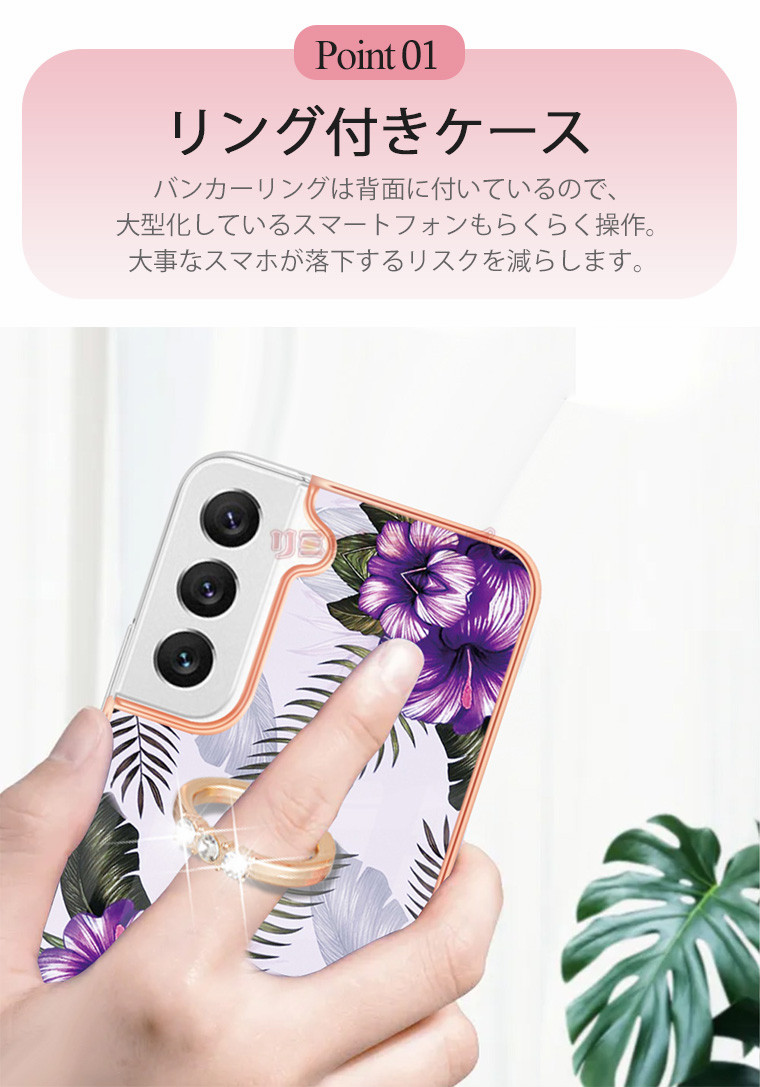 Point 01
リング付きケース
バンカーリングは背面に付いているので、
大型化しているスマートフォンもらくらく操作。
大事なスマホが落下するリスクを減らします。